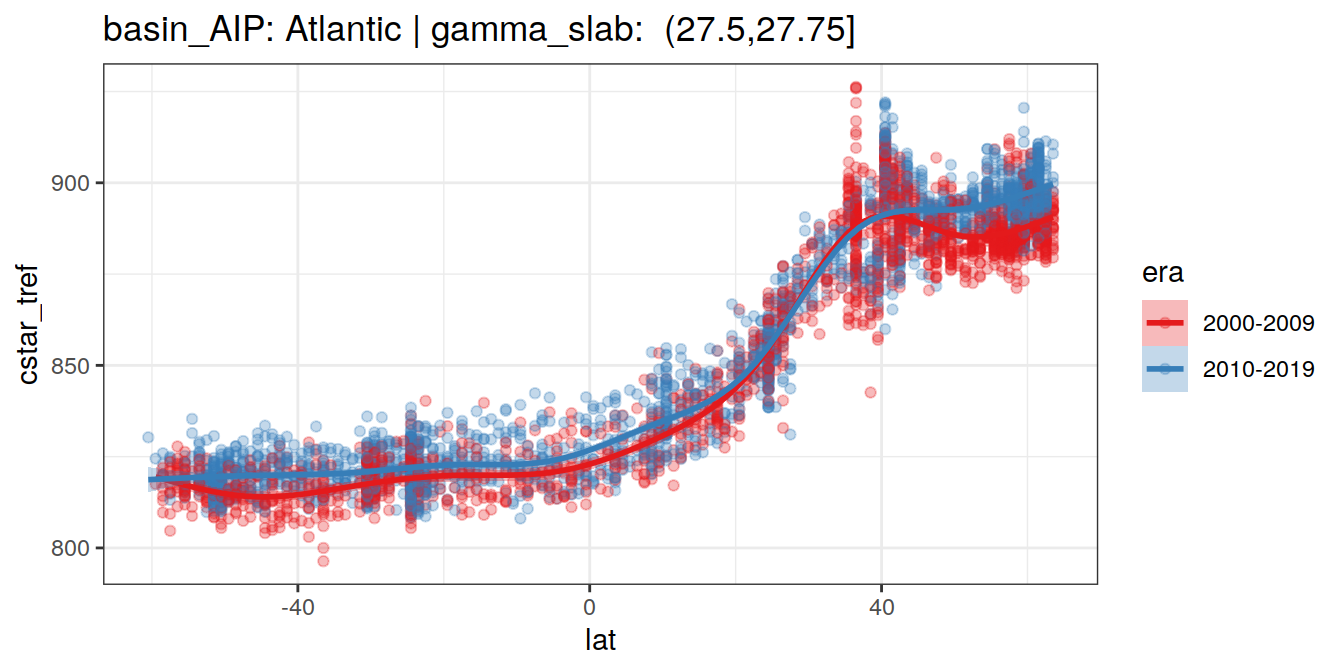 basin_AIP: Atlantic | gamma_slab:  (27.5,27.75]
cstar_tref
900
850
800
-40
0
40
lat
era
2000-2009
2010-2019